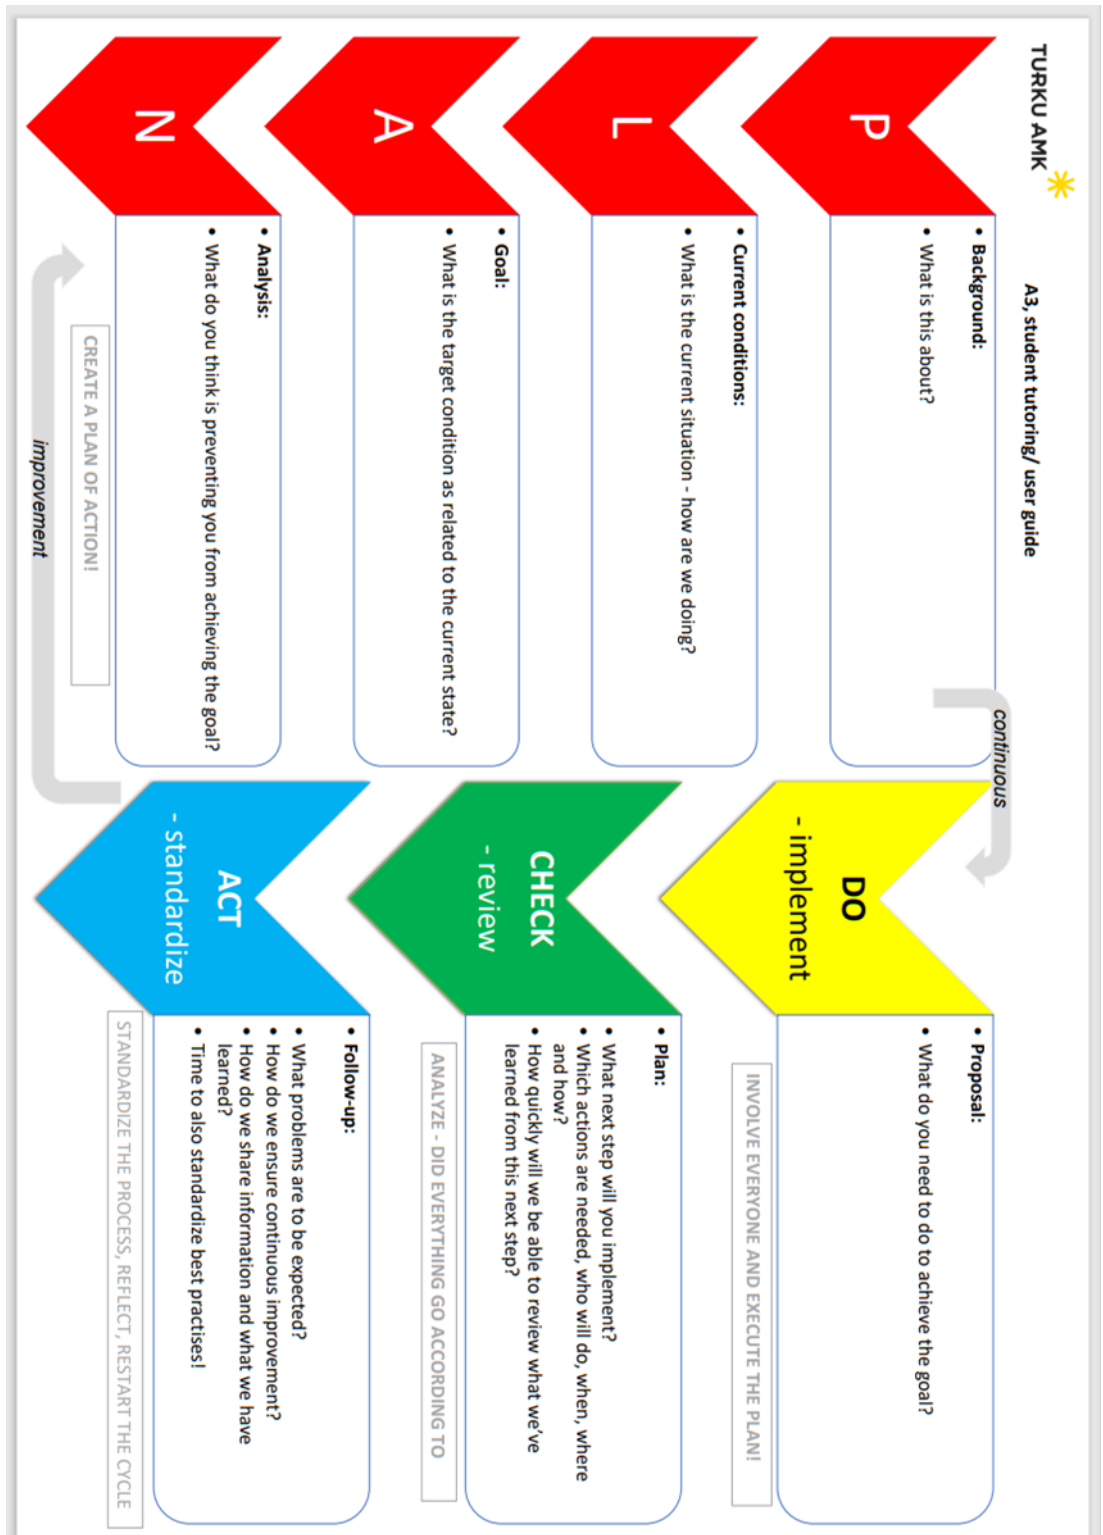 TURKU AMK
A3, student tutoring/ user guide
P
• Background:
• What is this about?
L
• Current conditions:
• What is the current situation - how are we doing?
A
• Goal:
• What is the target condition as related to the current state?
N
• Analysis:
• What do you think is preventing you from achieving the goal?
CREATE A PLAN OF ACTION!
continuous
DO
- implement
• Proposal:
• What do you need to do to achieve the goal?
INVOLVE EVERYONE AND EXECUTE THE PLAN!
CHECK
- review
• Plan:
• What next step will you implement?
• Which actions are needed, who will do, when, where
and how?
• How quickly will we be able to review what we've
learned from this next step?
ANALYZE - DID EVERYTHING GO ACCORDING TO
ACT
- standardize
• Follow-up:
• What problems are to be expected?
• How do we ensure continuous improvement?
• How do we share information and what we have
learned?
• Time to also standardize best practises!
STANDARDIZE THE PROCESS, REFLECT, RESTART THE CYCLE
improvement